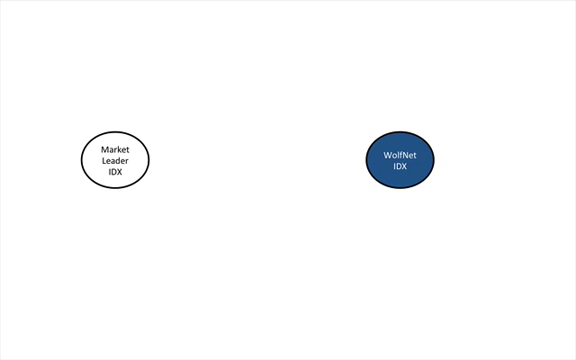 Market
Leader
IDX
WolfNet
IDX